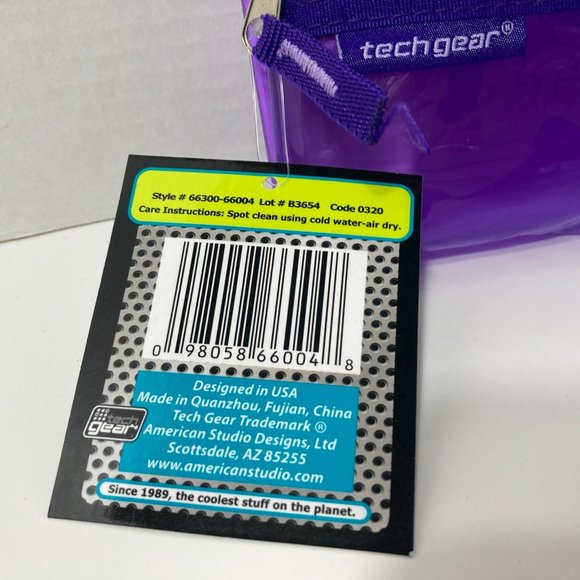 tech gear®
Style # 66300-66004 Lot # B3654 Code 0320
Care Instructions: Spot clean using cold water-air dry.
0 98058 66004 8
Designed in USA
Made in Quanzhou, Fujian, China
Tech Gear Trademark ®
American Studio Designs, Ltd
Scottsdale, AZ 85255
www.americanstudio.com
tech
gear
Since 1989, the coolest stuff on the planet.